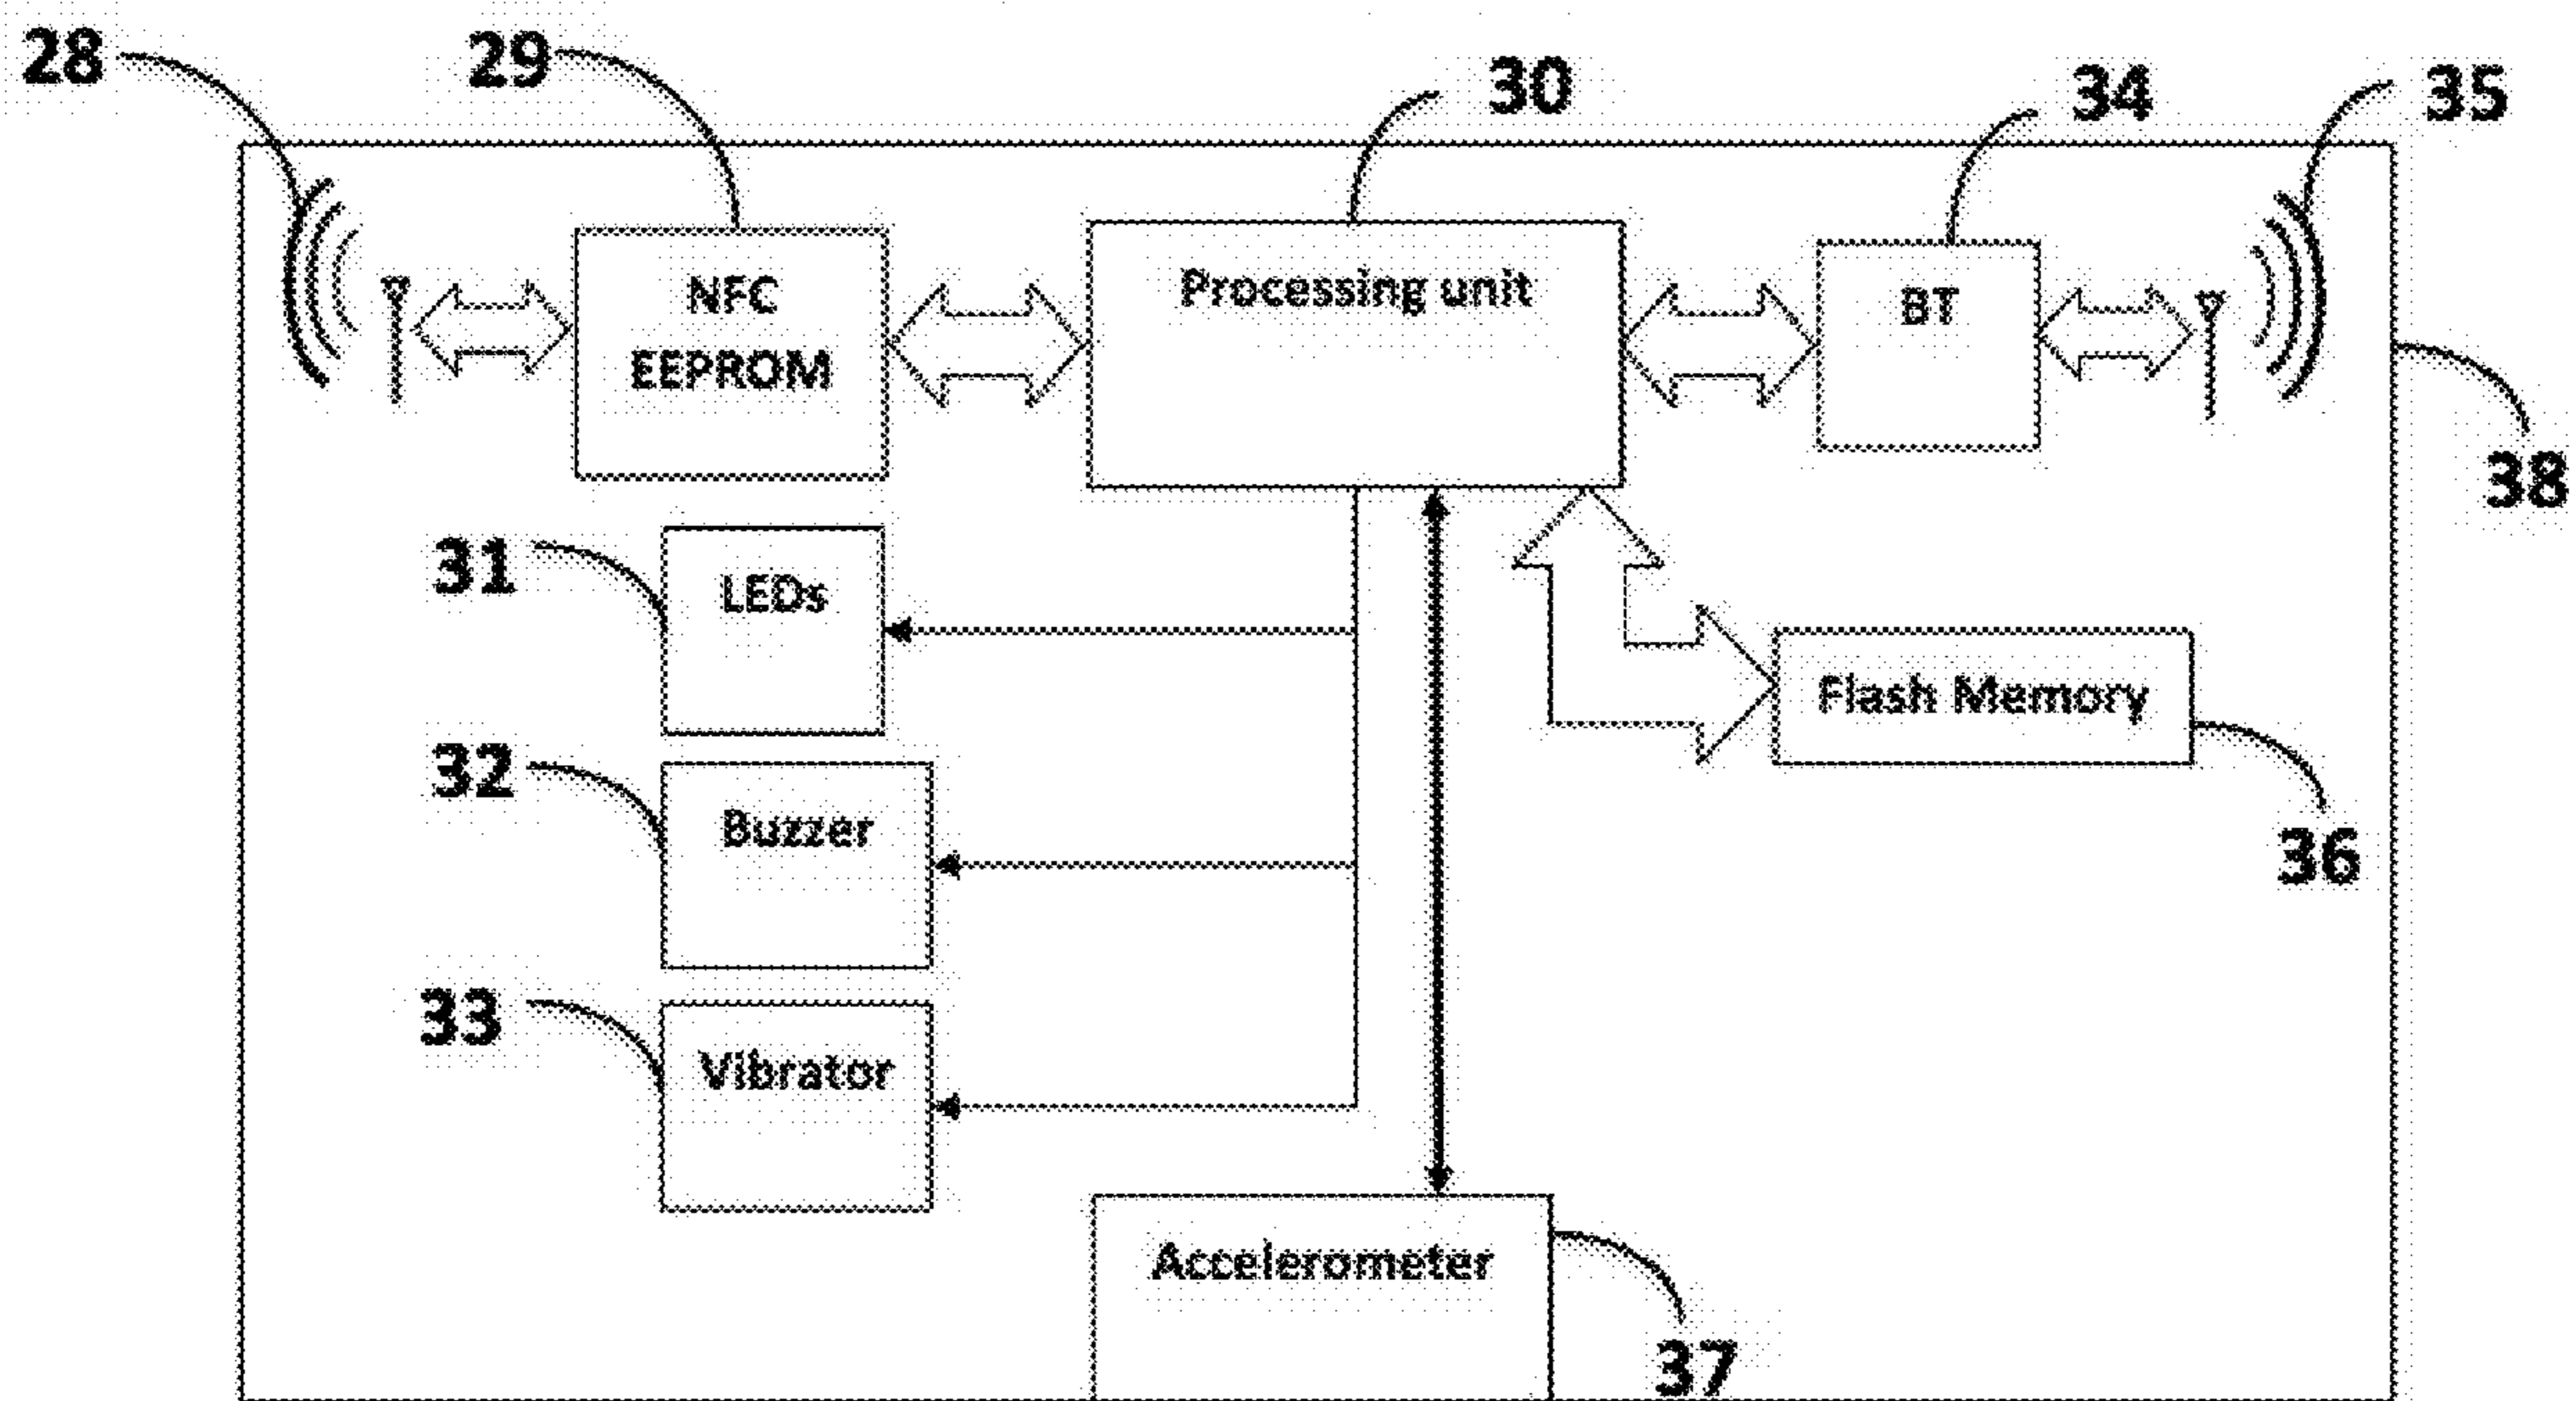 28
29
30
34
35
NFC
EEPROM
Processing unit
BT
38
31
LEDs
Flash Memory
32
Buzzer
36
33
Vibrator
Accelerometer
37